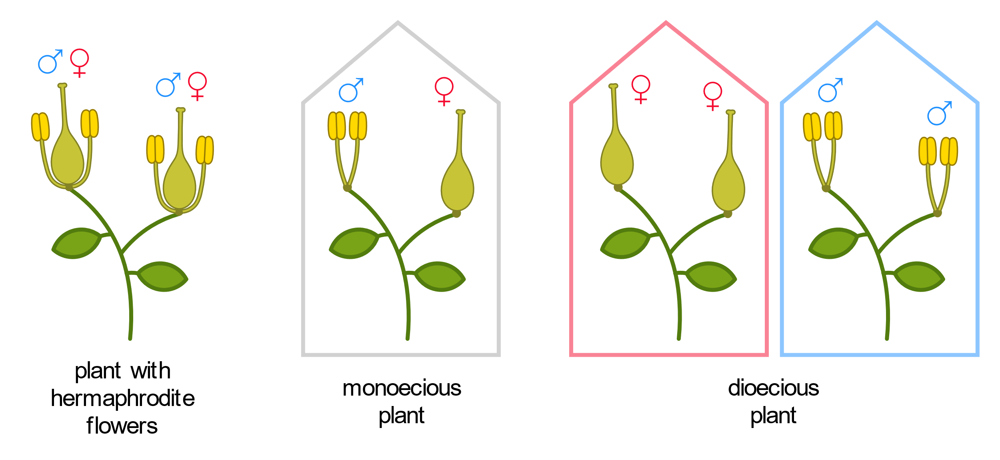 plant with
hermaphrodite
flowers
monoecious
plant
dioecious
plant